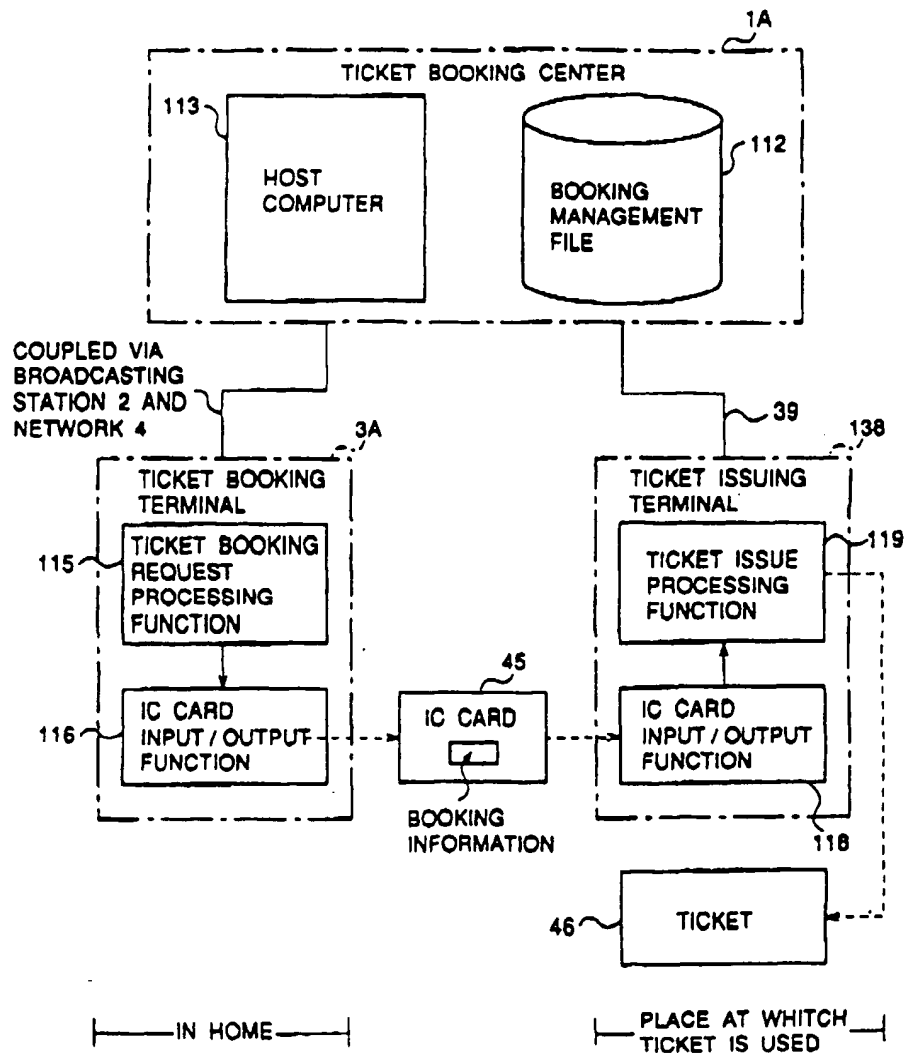 1A
TICKET BOOKING CENTER
113
HOST
COMPUTER
112
BOOKING
MANAGEMENT
FILE
COUPLED VIA
BROADCASTING
STATION 2 AND
NETWORK 4
3A
39
138
TICKET BOOKING
TERMINAL
115
TICKET BOOKING
REQUEST
PROCESSING
FUNCTION
116
IC CARD
INPUT/OUTPUT
FUNCTION
45
IC CARD
BOOKING
INFORMATION
TICKET ISSUING
TERMINAL
119
TICKET ISSUE
PROCESSING
FUNCTION
IC CARD
INPUT/OUTPUT
FUNCTION
118
46
TICKET
IN HOME
PLACE AT WHITCH
TICKET IS USED